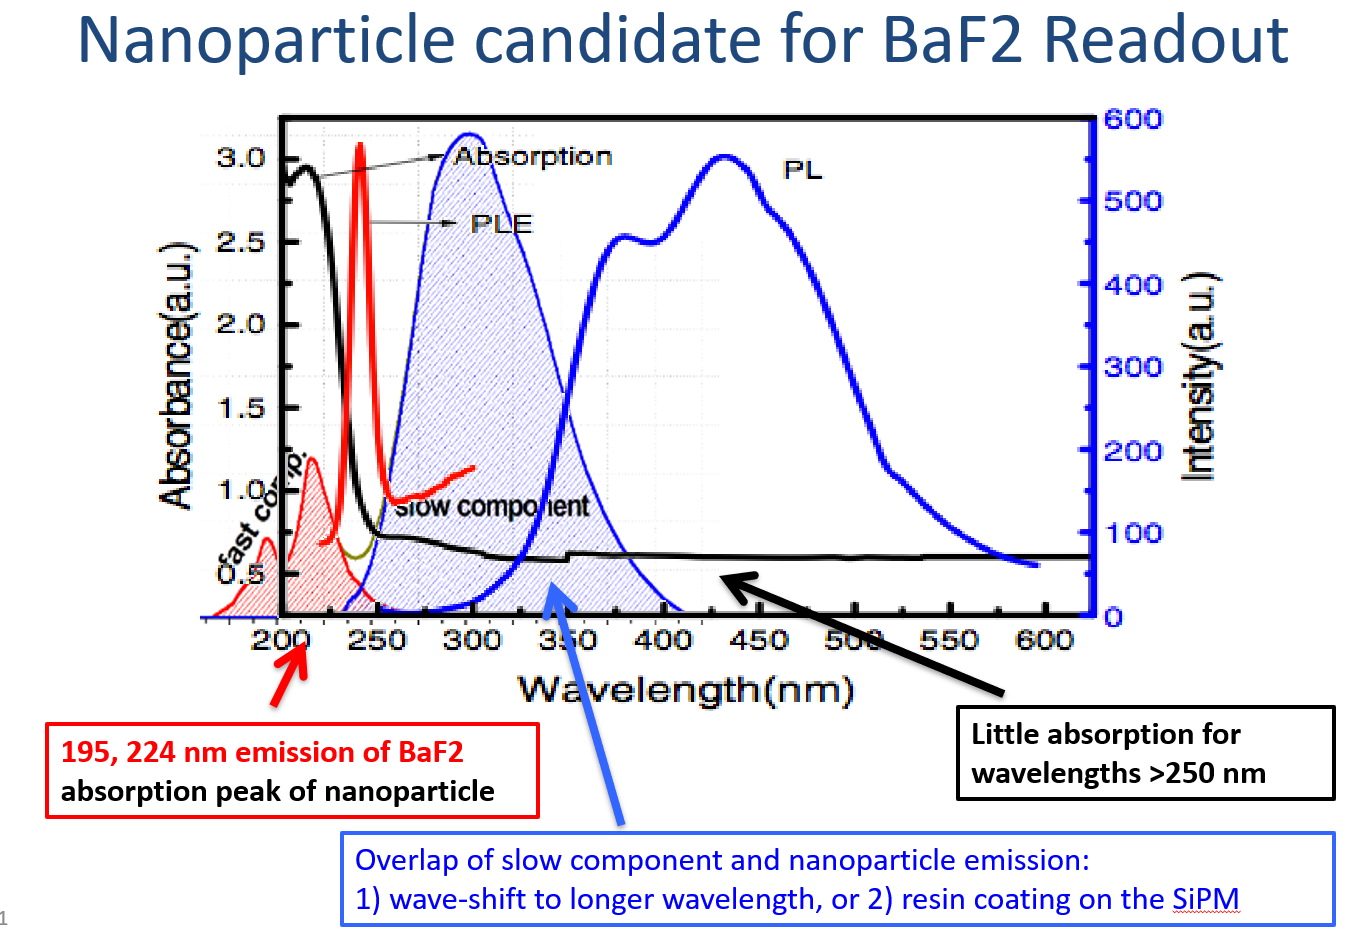 Nanoparticle candidate for BaF2 Readout
600
3.0
Absorption
PL
500
PLE
2.5
400
2.0
300
1.5
200
fast comp.
1.0
slow component
100
0.5
0
200 250 300 350 400 450 500 550 600
Absorbance(a.u.)
Intensity(a.u.)
Wavelength(nm)
195, 224 nm emission of BaF2
absorption peak of nanoparticle
Little absorption for
wavelengths >250 nm
Overlap of slow component and nanoparticle emission:
1) wave-shift to longer wavelength, or 2) resin coating on the SiPM
1